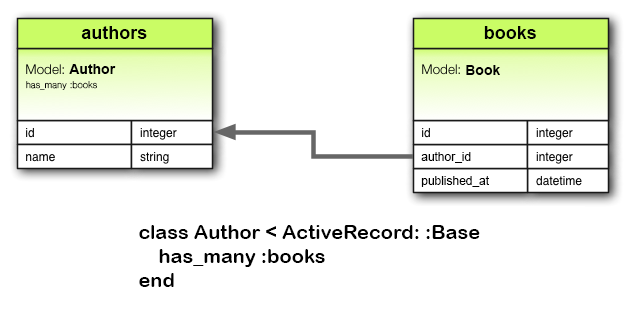 authors
Model: Author
has_many :books
id integer
name string
books
Model: Book
id integer
author_id integer
published_at datetime
class Author < ActiveRecord: :Base
has_many :books
end